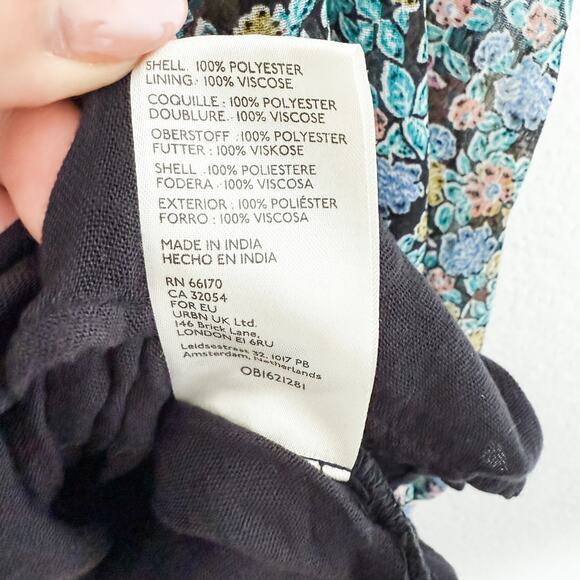 SHELL. 100% POLYESTER
LINING: 100% VISCOSE
COQUILLE: 100% POLYESTER
DOUBLURE: 100% VISCOSE
OBERSTOFF: 100% POLYESTER
FUTTER: 100% VISKOSE
SHELL: 100% POLIESTERE
FODERA: 100% VISCOSA
EXTERIOR: 100% POLIÉSTER
FORRO: 100% VISCOSA
MADE IN INDIA
HECHO EN INDIA
RN 66170
CA 32054
FOR EU
URBN UK Ltd.
146 Brick Lane,
LONDON E1 6RU
Leidsestraat 32, 1017 PB
Amsterdam, Netherlands
OB1621281